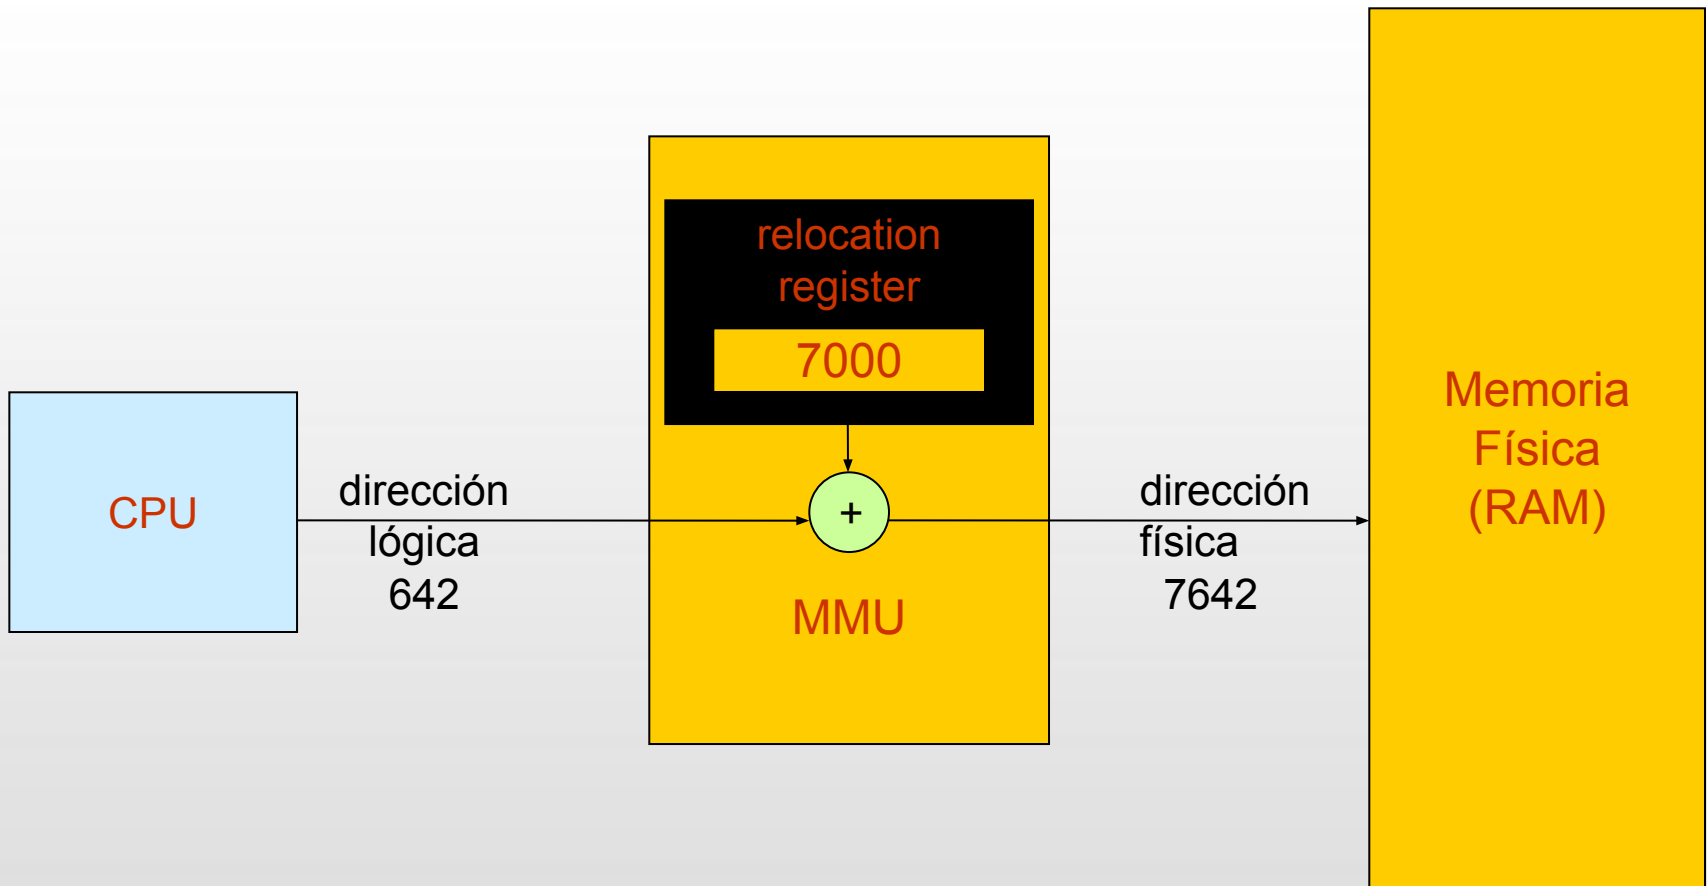 CPU
dirección
lógica
642
relocation
register
7000
+
MMU
dirección
física
7642
Memoria
Física
(RAM)